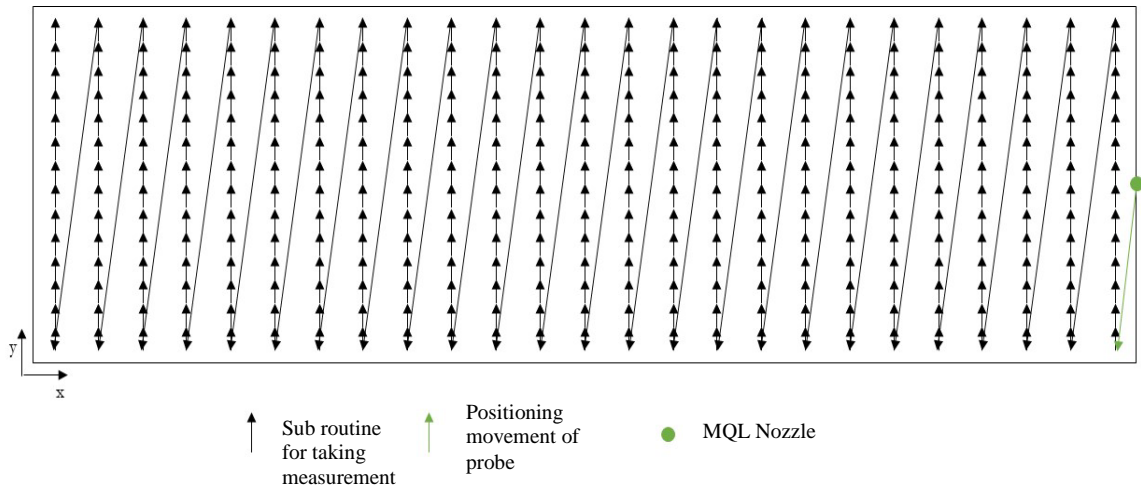 y
x
Sub routine
for taking
measurement
Positioning
movement of
probe
MQL Nozzle